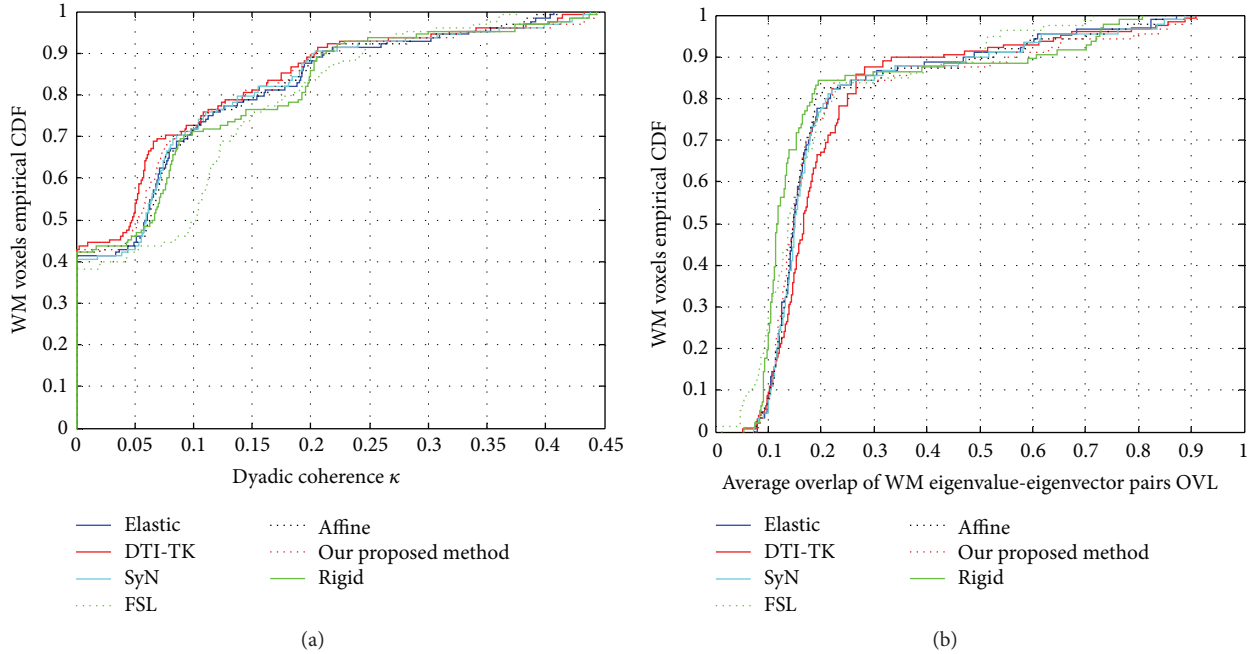 1
0.9
0.8
0.7
0.6
0.5
0.4
0.3
0.2
0.1
0
WM voxels empirical CDF
0 0.05 0.1 0.15 0.2 0.25 0.3 0.35 0.4 0.45
Dyadic coherence κ
Elastic
DTI-TK
SyN
FSL
Affine
Our proposed method
Rigid
(a)
1
0.9
0.8
0.7
0.6
0.5
0.4
0.3
0.2
0.1
0
WM voxels empirical CDF
0 0.1 0.2 0.3 0.4 0.5 0.6 0.7 0.8 0.9 1
Average overlap of WM eigenvalue-eigenvector pairs OVL
Elastic
DTI-TK
SyN
FSL
Affine
Our proposed method
Rigid
(b)